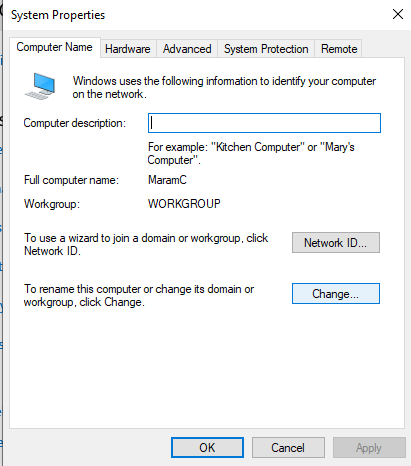 System Properties
Computer Name Hardware Advanced System Protection Remote
Windows uses the following information to identify your computer
on the network.
Computer description:
For example: "Kitchen Computer" or "Mary's
Computer".
Full computer name: MaramC
Workgroup: WORKGROUP
To use a wizard to join a domain or workgroup, click
Network ID.
Network ID...
To rename this computer or change its domain or
workgroup, click Change.
Change...
OK Cancel Apply